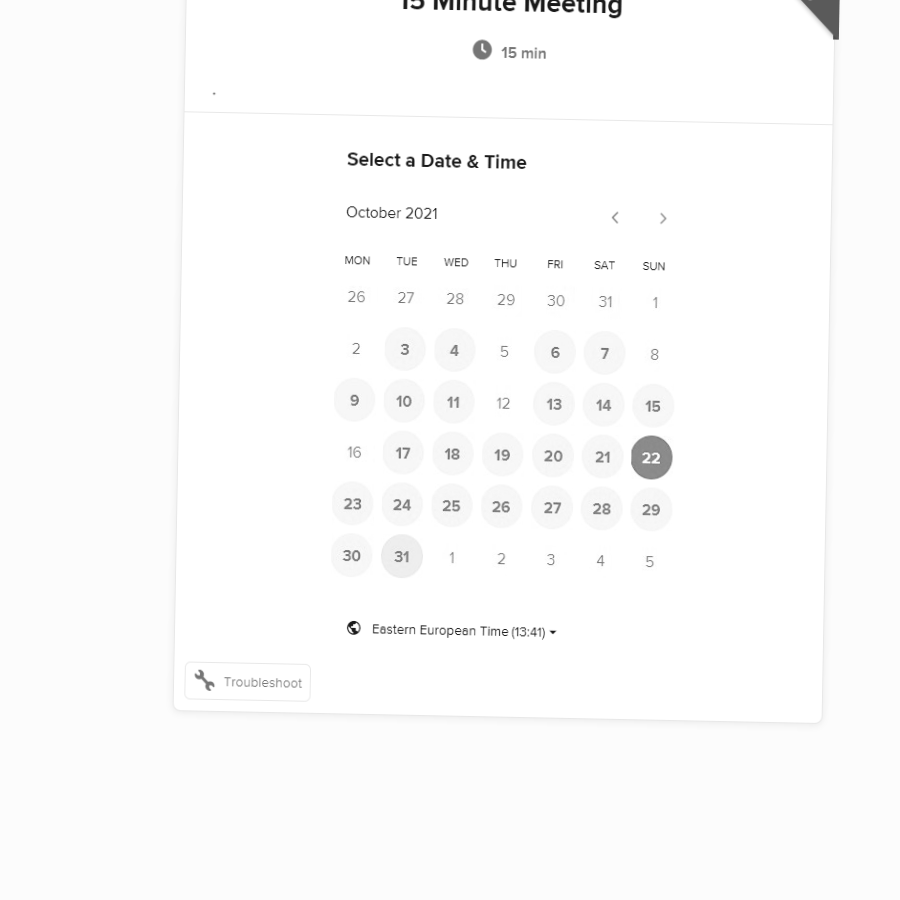 15 Minute Meeting
15 min
.
Select a Date & Time
October 2021
MON TUE WED THU FRI SAT SUN
26 27 28 29 30 31 1
2 3 4 5 6 7 8
9 10 11 12 13 14 15
16 17 18 19 20 21 22
23 24 25 26 27 28 29
30 31 1 2 3 4 5
Eastern European Time (13:41)
Troubleshoot